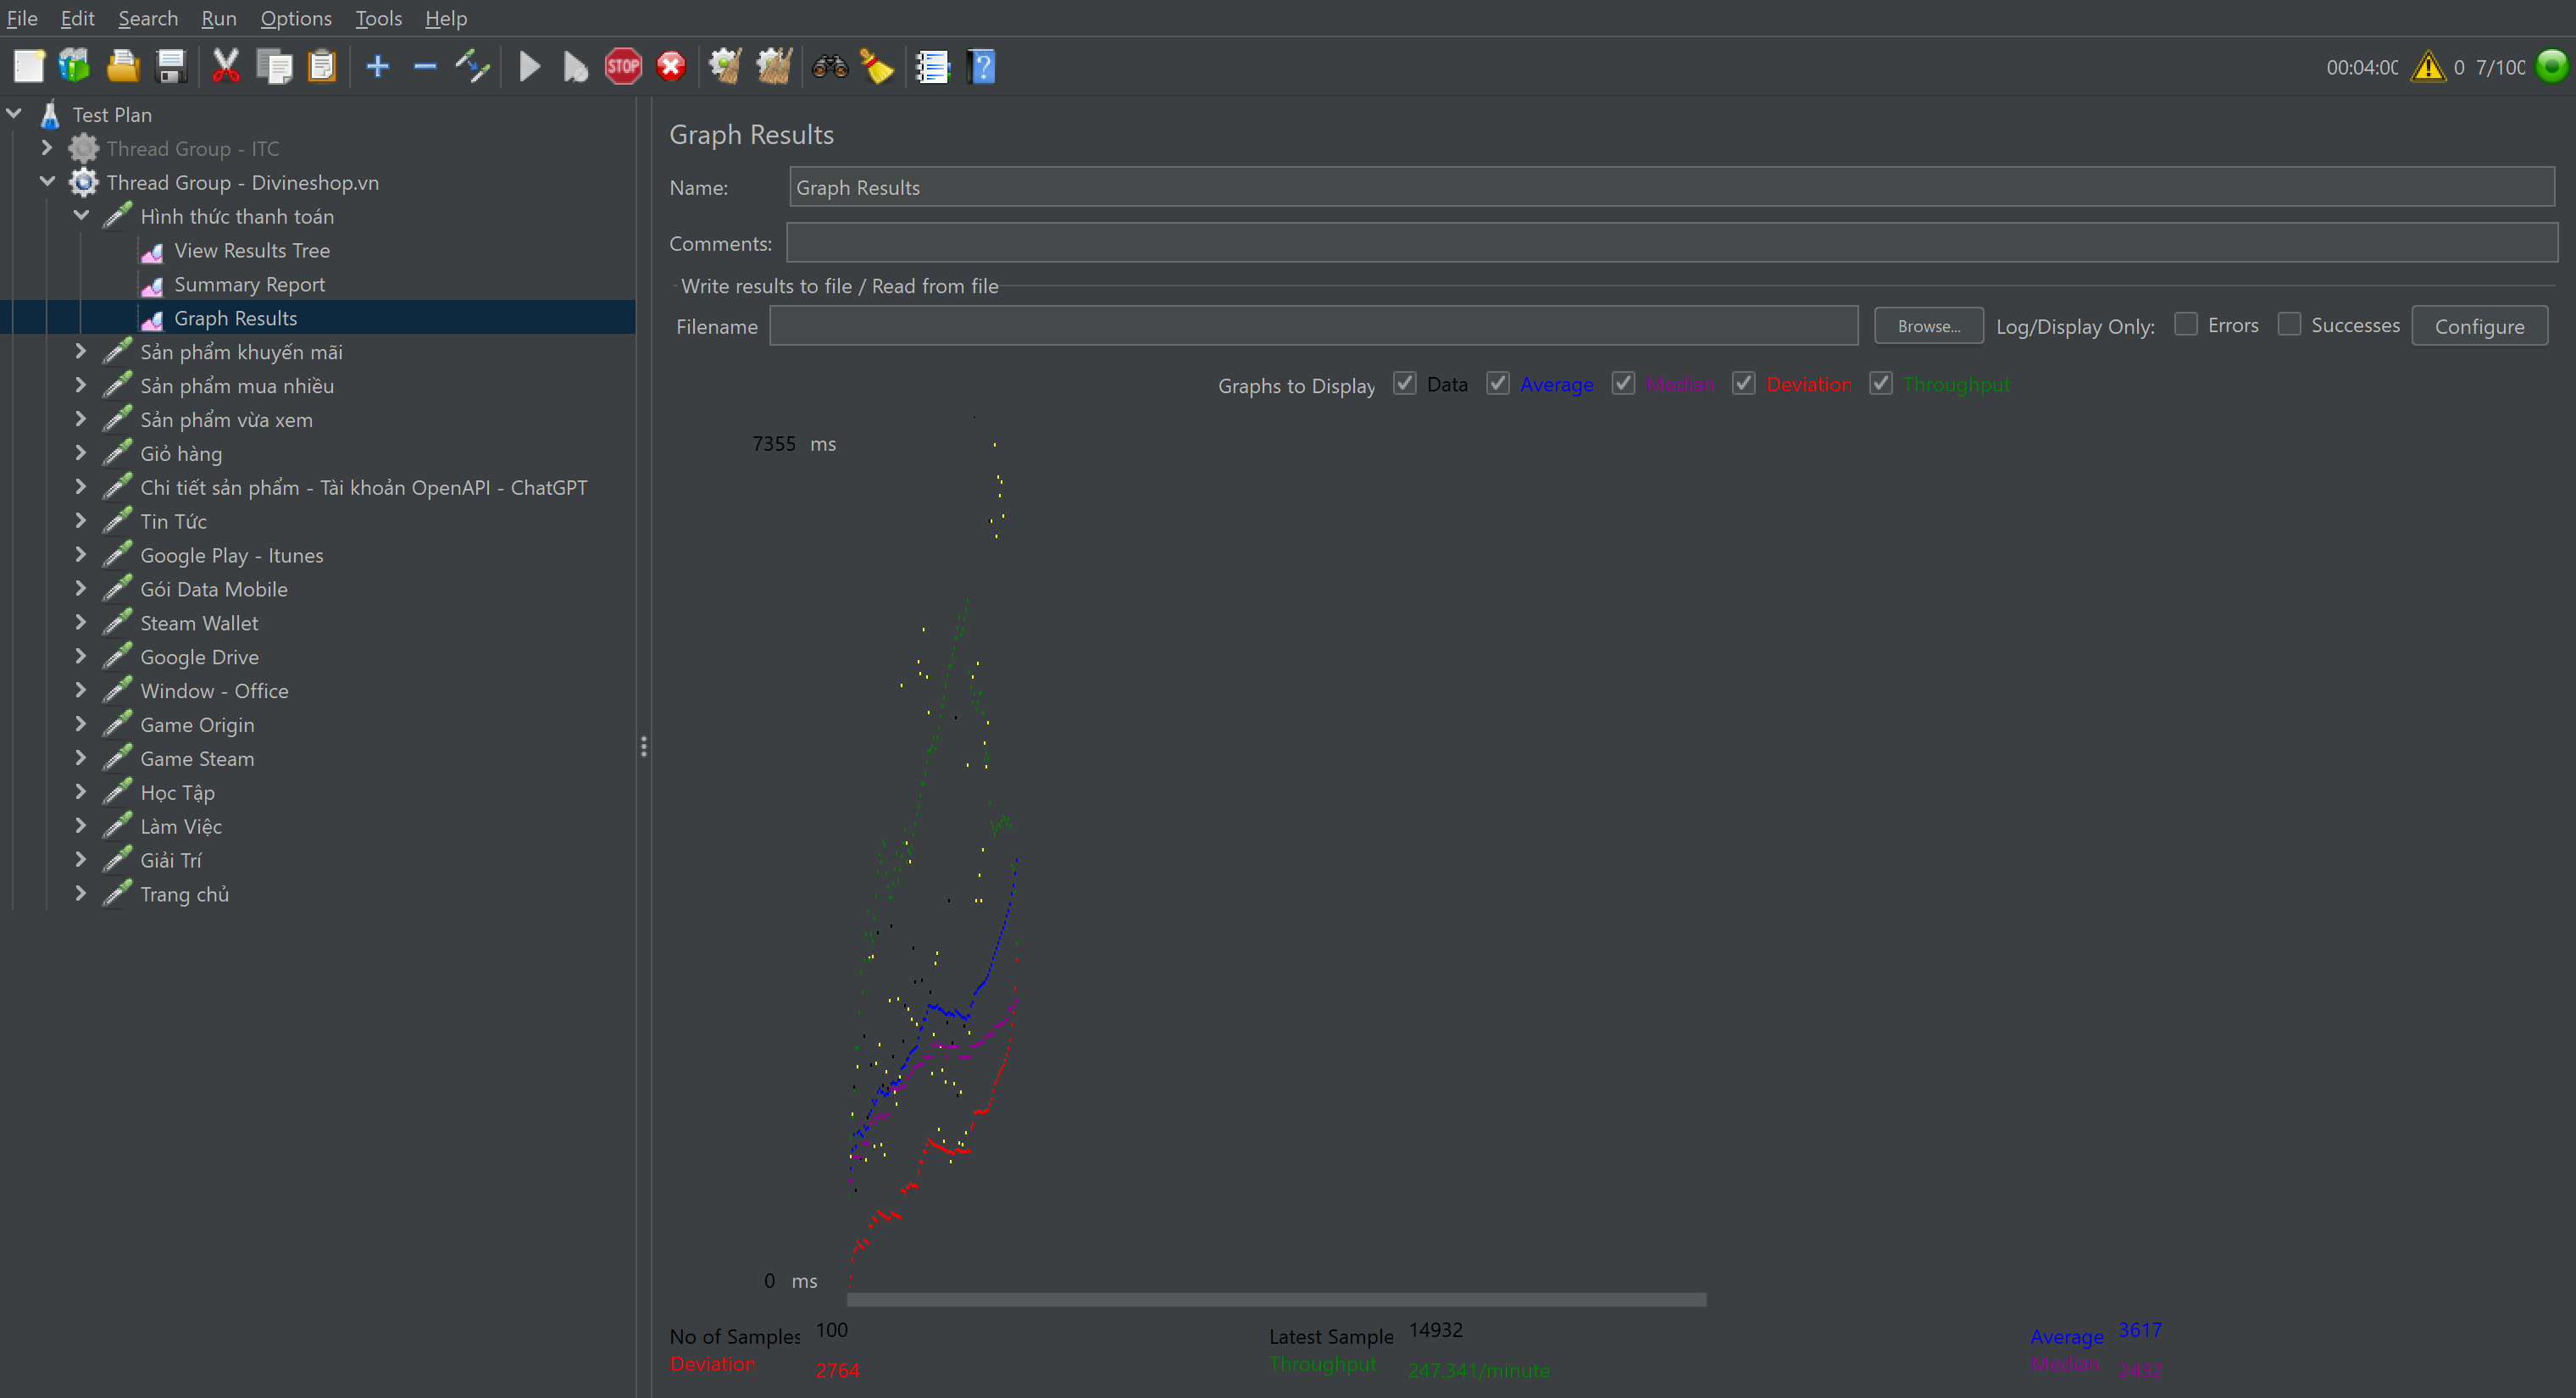 File Edit Search Run Options Tools Help
STOP
00:04:00 0 7/100
Test Plan
Thread Group - ITC
Thread Group - Divineshop.vn
Hình thức thanh toán
View Results Tree
Summary Report
Graph Results
Sản phẩm khuyến mãi
Sản phẩm mua nhiều
Sản phẩm vừa xem
Giỏ hàng
Chi tiết sản phẩm - Tài khoản OpenAPI - ChatGPT
Tin Tức
Google Play - Itunes
Gói Data Mobile
Steam Wallet
Google Drive
Window - Office
Game Origin
Game Steam
Học Tập
Làm Việc
Giải Trí
Trang chủ
Graph Results
Name: Graph Results
Comments:
Write results to file / Read from file
Filename Browse... Log/Display Only: Errors Successes Configure
Graphs to Display Data Average Median Deviation Throughput
7355 ms
0 ms
No of Samples 100 Latest Sample 14932 Average 3617
Deviation 2764 Throughput 247.341/minute Median 2432